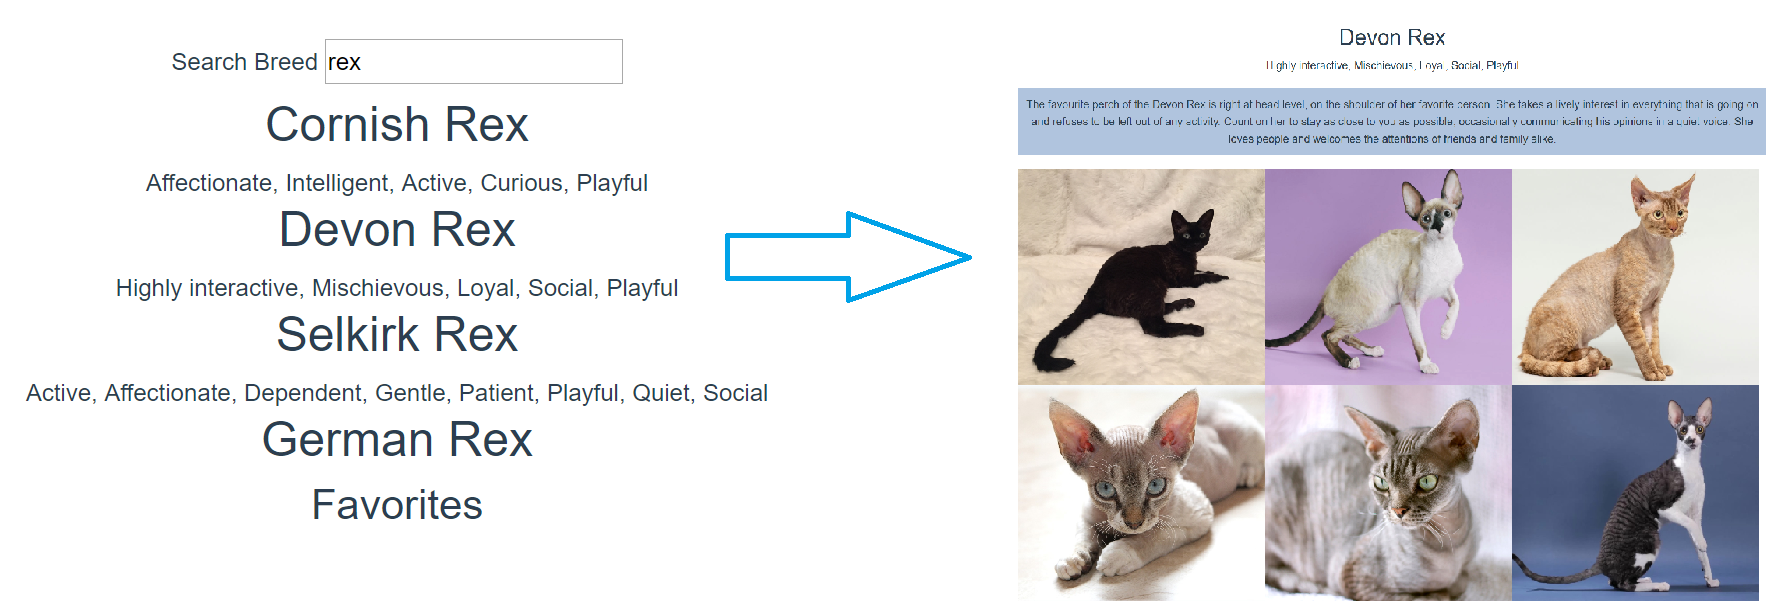 Search Breed rex
Cornish Rex
Affectionate, Intelligent, Active, Curious, Playful
Devon Rex
Highly interactive, Mischievous, Loyal, Social, Playful
Selkirk Rex
Active, Affectionate, Dependent, Gentle, Patient, Playful, Quiet, Social
German Rex
Favorites
Devon Rex
Highly interactive, Mischievous, Loyal, Social, Playful
The favourite perch of the Devon Rex is right at head level, on the shoulder of her favorite person. She takes a lively interest in everything that is going on
and refuses to be left out of any activity. Count on her to stay as close to you as possible, occasionally communicating his opinions in a quiet voice. She
loves people and welcomes the attentions of friends and family alike.